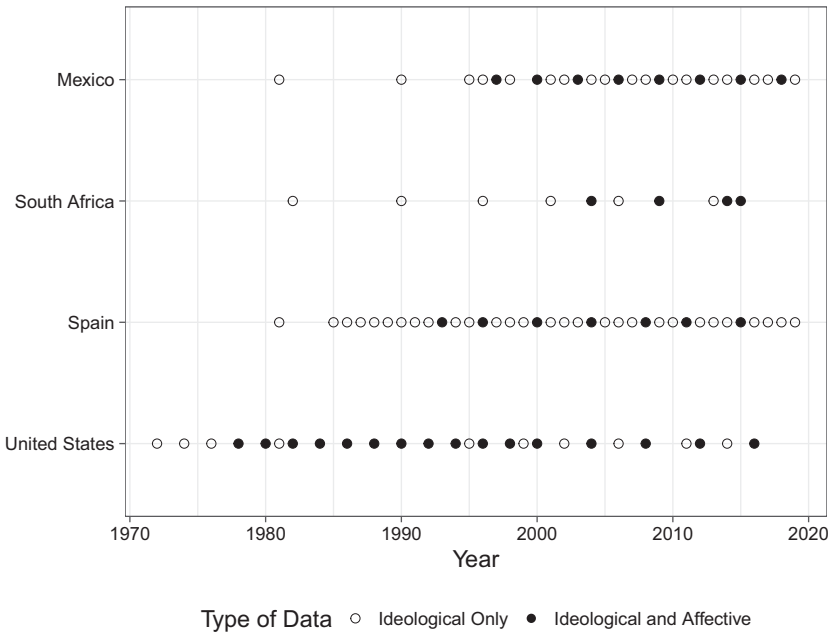 Mexico
South Africa
Spain
United States
1970 1980 1990 2000 2010 2020
Year
Type of Data Ideological Only Ideological and Affective